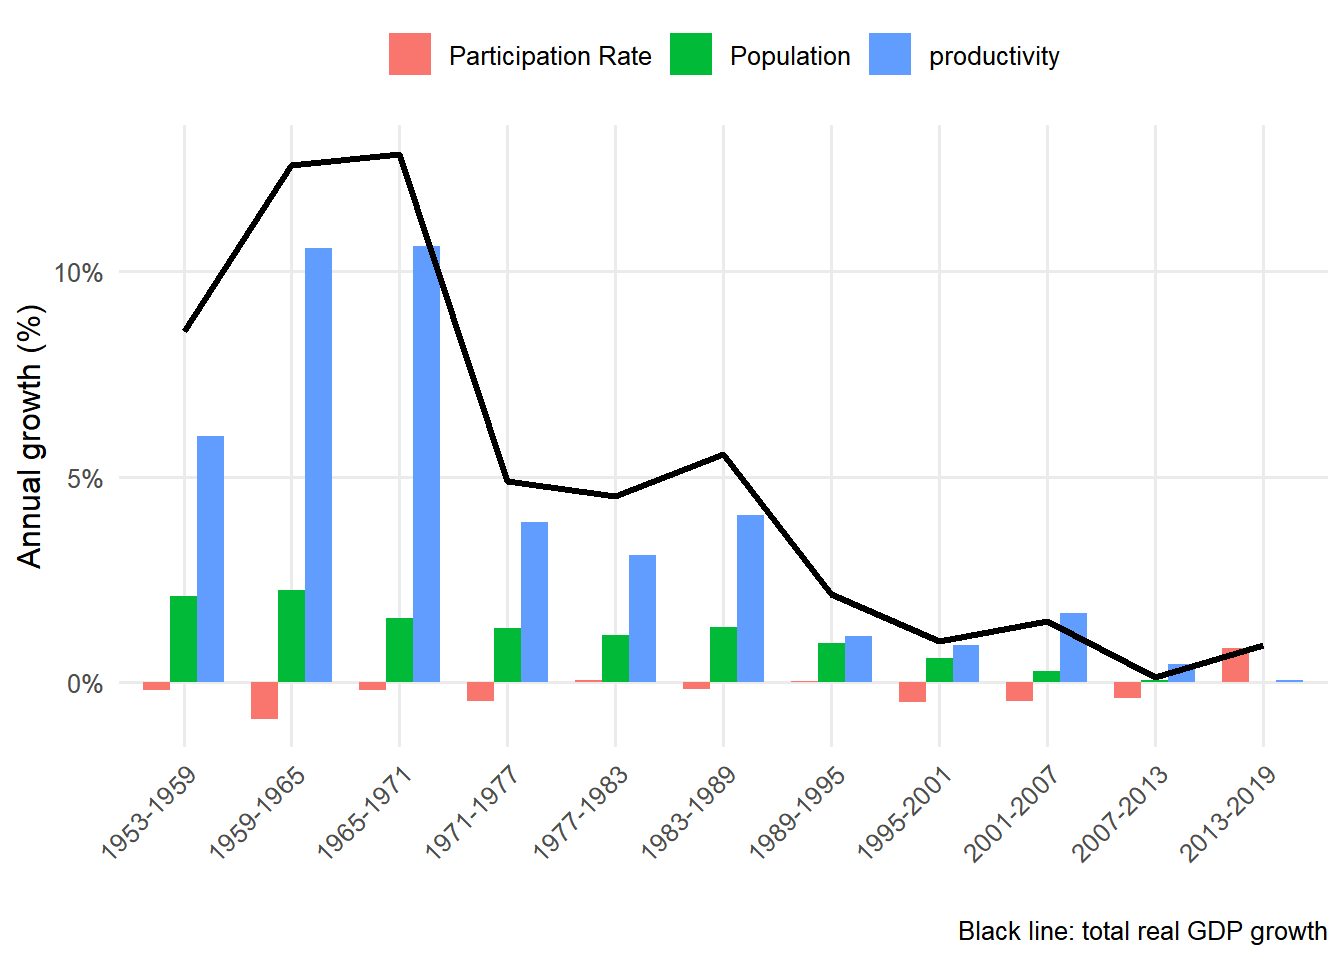 Participation Rate Population productivity
Annual growth (%)
10%
5%
0%
1953-1959 1959-1965 1965-1971 1971-1977 1977-1983 1983-1989 1989-1995 1995-2001 2001-2007 2007-2013 2013-2019
Black line: total real GDP growth